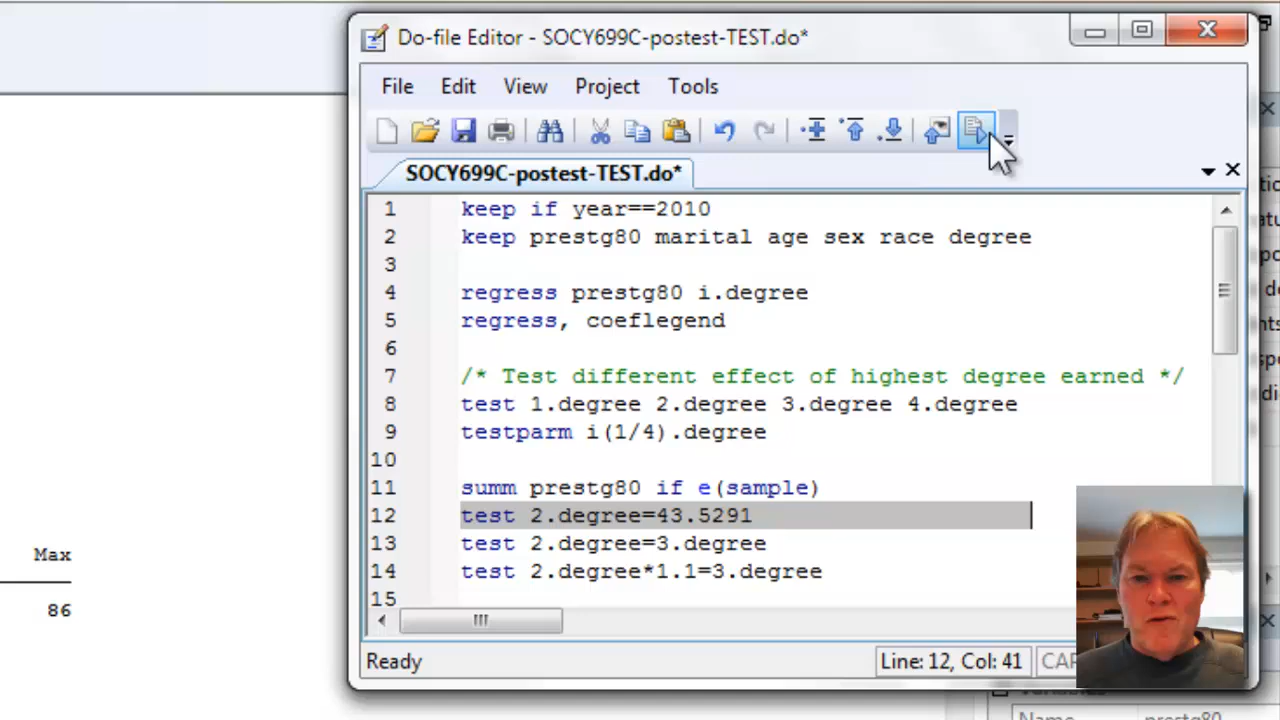 Do-file Editor - SOCY699C-postest-TEST.do*
File Edit View Project Tools
SOCY699C-postest-TEST.do*
1 keep if year==2010
2 keep prestg80 marital age sex race degree
3
4 regress prestg80 i.degree
5 regress, coeflegend
6
7 /* Test different effect of highest degree earned */
8 test 1.degree 2.degree 3.degree 4.degree
9 testparm i(1/4).degree
10
11 summ prestg80 if e(sample)
12 test 2.degree=43.5291
13 test 2.degree=3.degree
14 test 2.degree*1.1=3.degree
15
Max
86
Ready Line: 12, Col: 41 CAP
Name prestg80